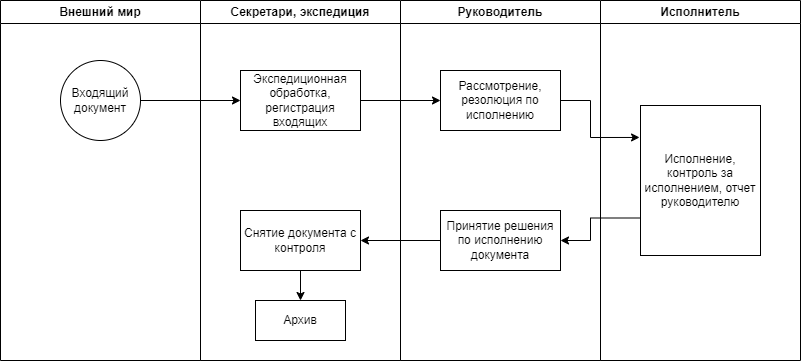 Внешний мир
Секретари, экспедиция
Руководитель
Исполнитель
Входящий
документ
Экспедиционная
обработка,
регистрация
входящих
Рассмотрение,
резолюция по
исполнению
Исполнение,
контроль за
исполнением, отчет
руководителю
Принятие решения
по исполнению
документа
Снятие документа с
контроля
Архив